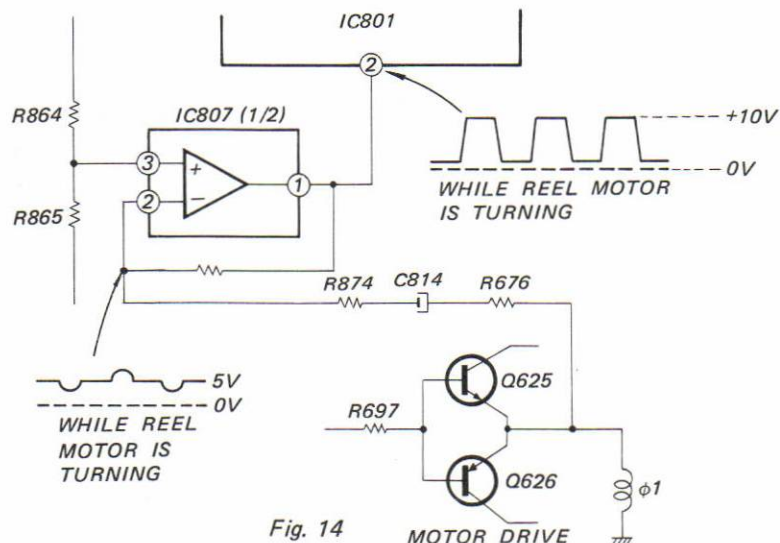 IC801
2
R864
IC807 (1/2)
+10V
3
+
1
0V
2
−
WHILE REEL MOTOR
IS TURNING
R865
R874
C814
R676
5V
0V
Q625
WHILE REEL
MOTOR IS
TURNING
R697
Q626
ϕ1
Fig. 14
MOTOR DRIVE